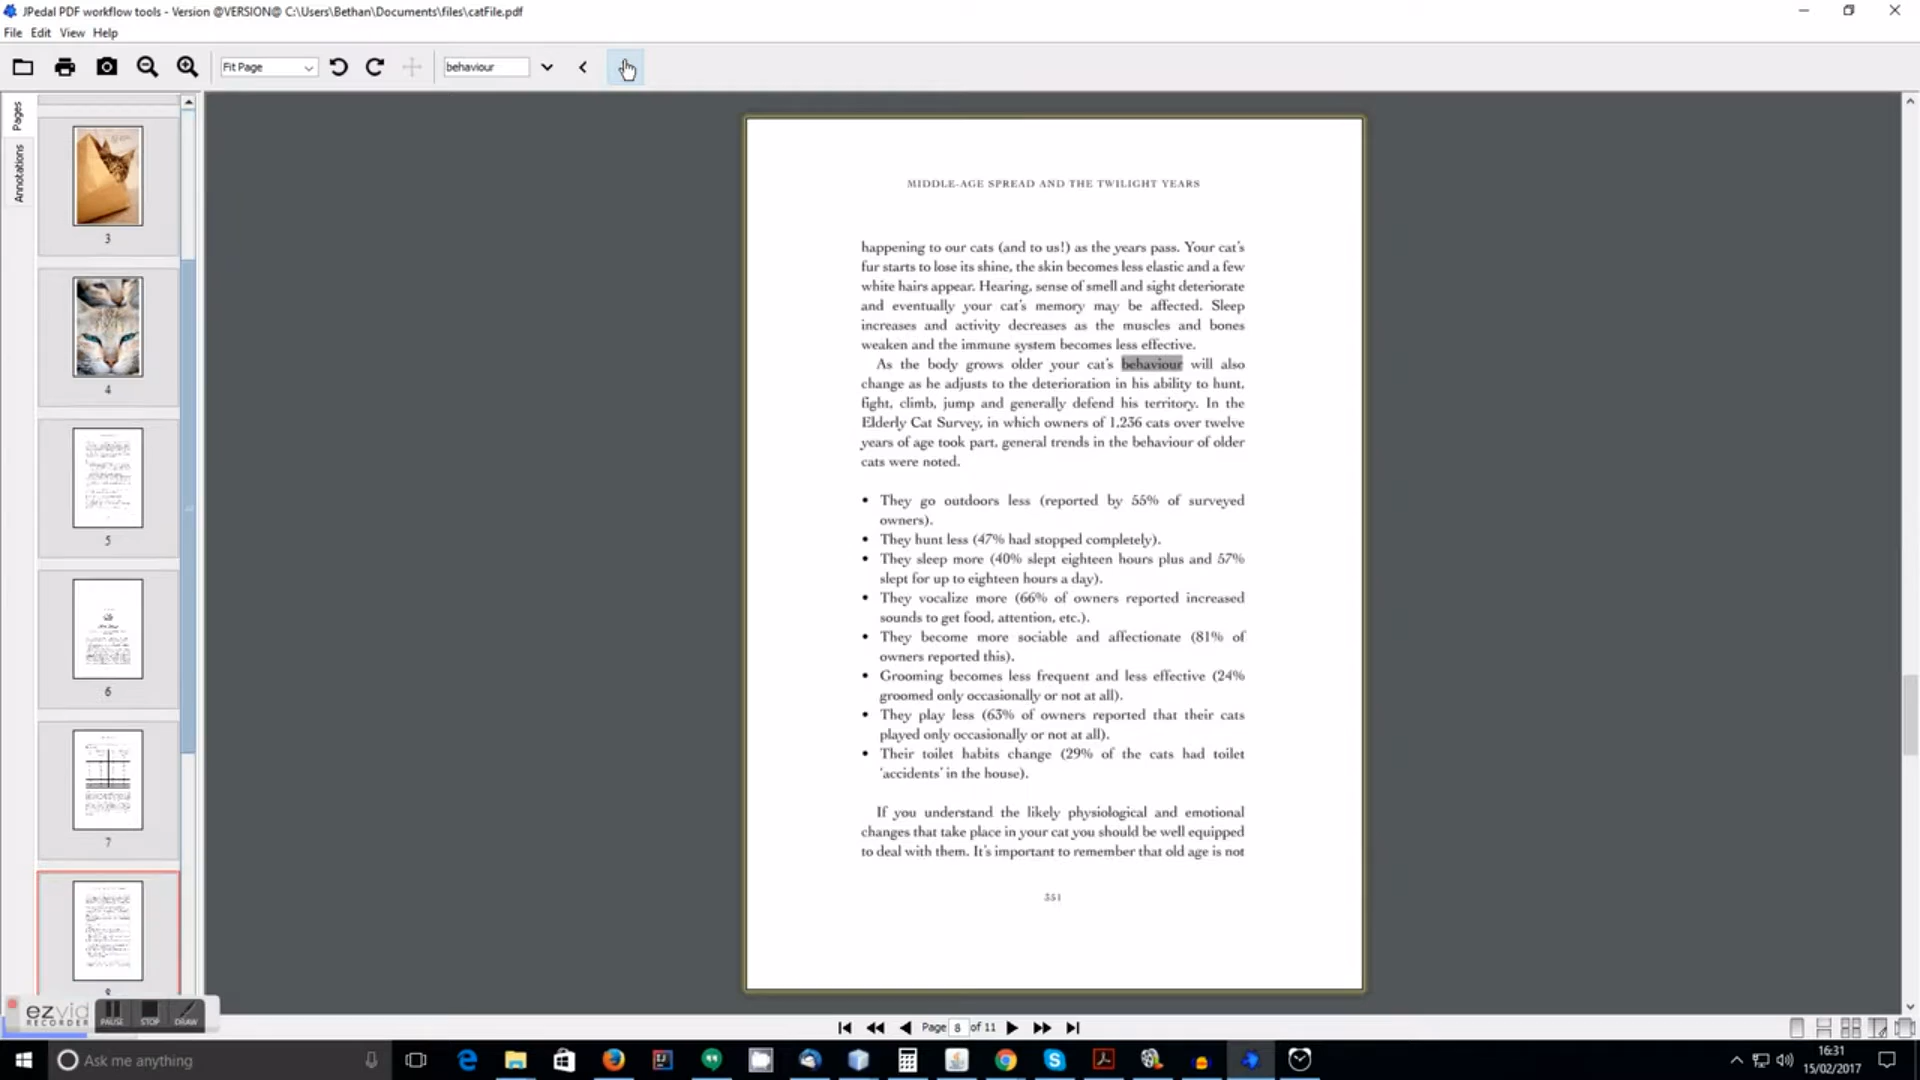 JPedal PDF workflow tools - Version @VERSION@ C:\Users\Bethan\Documents\files\catFile.pdf
File Edit View Help
Fit Page
behaviour
Pages
Annotations
3
4
5
6
7
MIDDLE-AGE SPREAD AND THE TWILIGHT YEARS
happening to our cats (and to us!) as the years pass. Your cat's
fur starts to lose its shine, the skin becomes less elastic and a few
white hairs appear. Hearing, sense of smell and sight deteriorate
and eventually your cat's memory may be affected. Sleep
increases and activity decreases as the muscles and bones
weaken and the immune system becomes less effective.
As the body grows older your cat's behaviour will also
change as he adjusts to the deterioration in his ability to hunt,
fight, climb, jump and generally defend his territory. In the
Elderly Cat Survey, in which owners of 1,236 cats over twelve
years of age took part, general trends in the behaviour of older
cats were noted.
• They go outdoors less (reported by 55% of surveyed
owners).
• They hunt less (47% had stopped completely).
• They sleep more (40% slept eighteen hours plus and 57%
slept for up to eighteen hours a day).
• They vocalize more (66% of owners reported increased
sounds to get food, attention, etc.).
• They become more sociable and affectionate (81% of
owners reported this).
• Grooming becomes less frequent and less effective (24%
groomed only occasionally or not at all).
• They play less (63% of owners reported that their cats
played only occasionally or not at all).
• Their toilet habits change (29% of the cats had toilet
'accidents' in the house).
If you understand the likely physiological and emotional
changes that take place in your cat you should be well equipped
to deal with them. It's important to remember that old age is not
351
ezvid
RECORDER
PAUSE STOP DRAW
Page 8 of 11
Ask me anything
16:31
15/02/2017